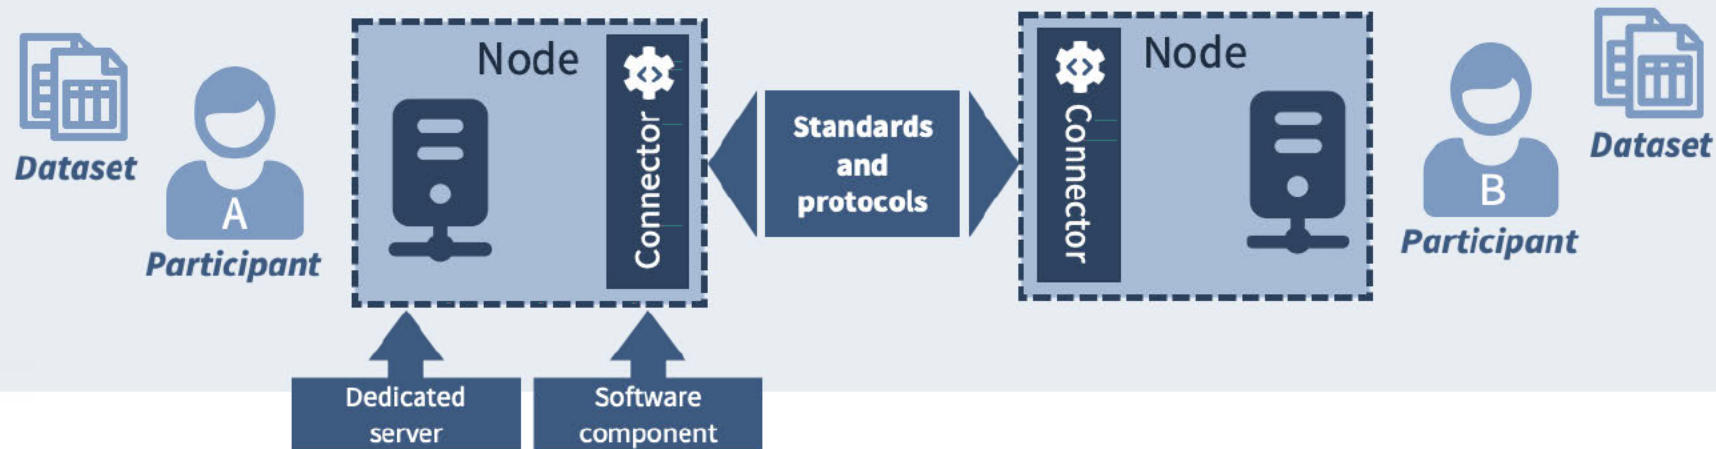 Dataset
A
Participant
Node
Connector
Standards
and
protocols
Connector
Node
B
Participant
Dataset
Dedicated
server
Software
component